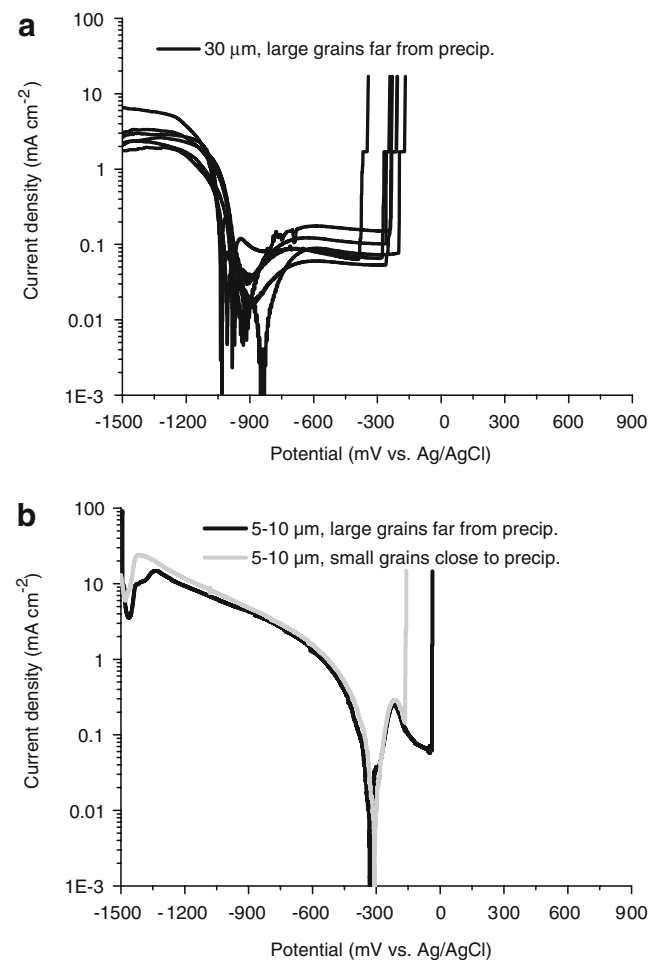 a
30 μm, large grains far from precip.
Current density (mA cm-2)
100
10
1
0.1
0.01
1E-3
-1500 -1200 -900 -600 -300 0 300 600 900
Potential (mV vs. Ag/AgCl)
b
5-10 μm, large grains far from precip.
5-10 μm, small grains close to precip.
Current density (mA cm-2)
100
10
1
0.1
0.01
1E-3
-1500 -1200 -900 -600 -300 0 300 600 900
Potential (mV vs. Ag/AgCl)